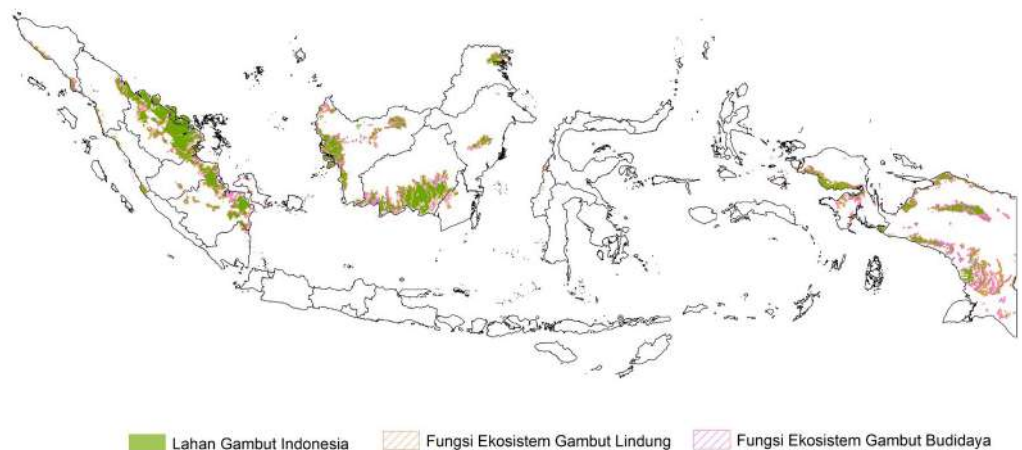 Lahan Gambut Indonesia
Fungsi Ekosistem Gambut Lindung
Fungsi Ekosistem Gambut Budidaya